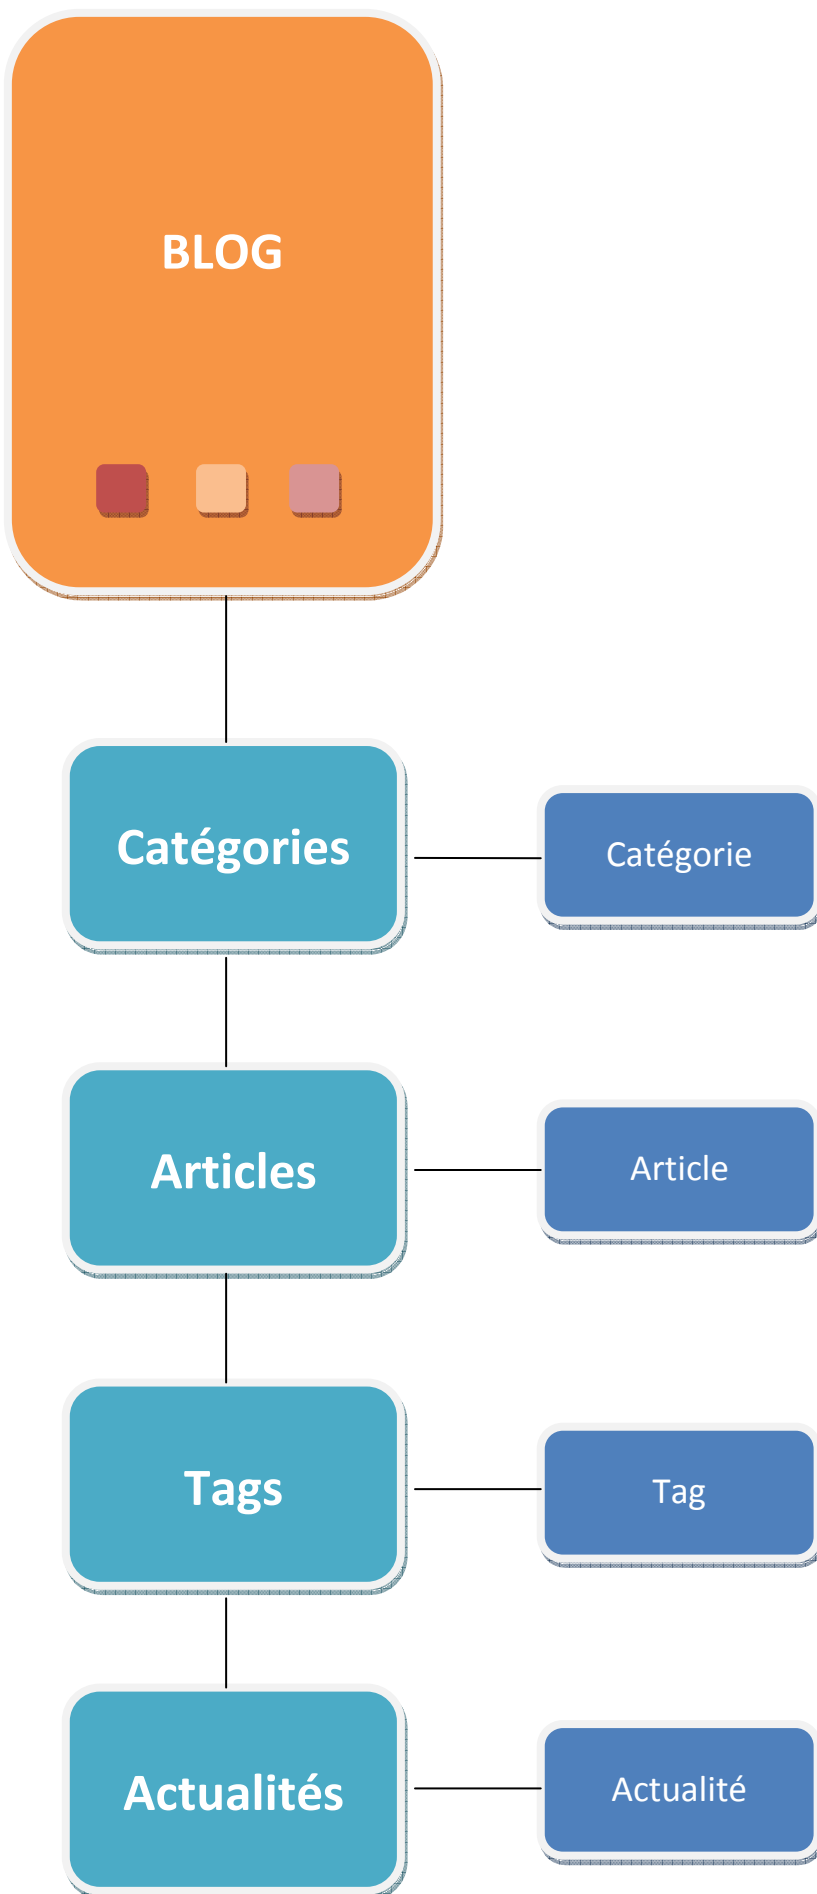 BLOG
Catégories
Catégorie
Articles
Article
Tags
Tag
Actualités
Actualité